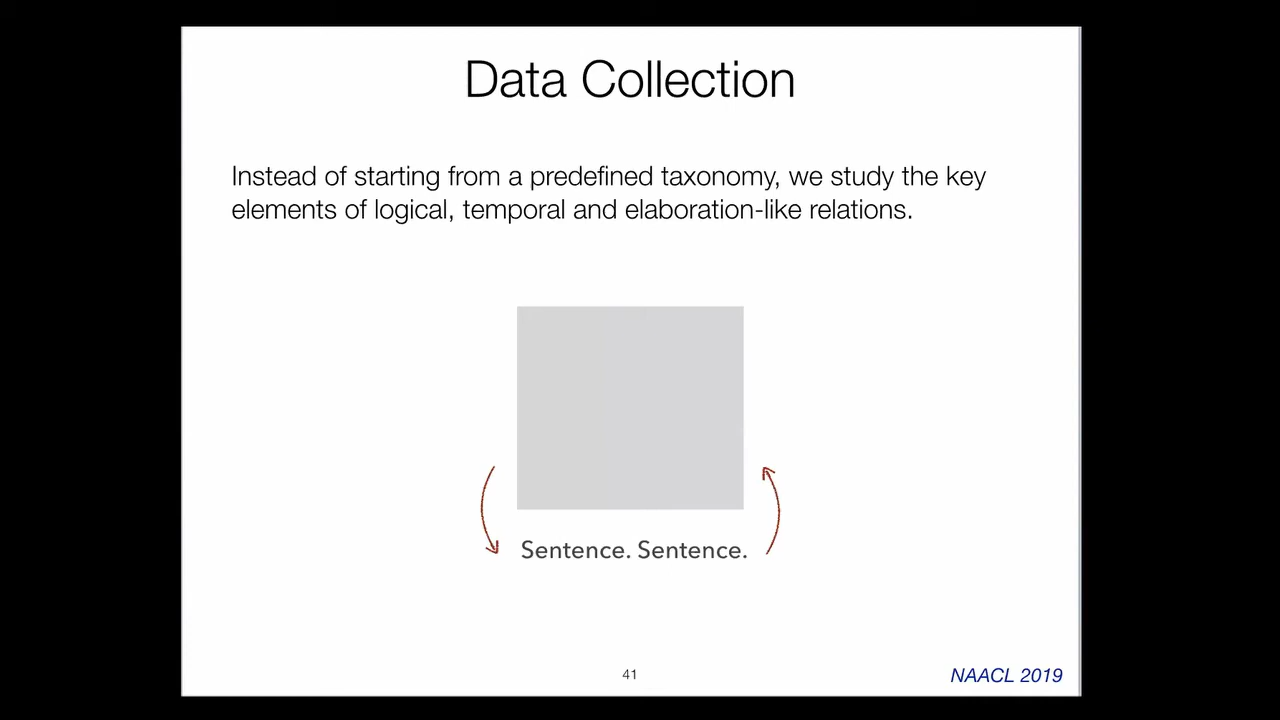 Data Collection
Instead of starting from a predefined taxonomy, we study the key
elements of logical, temporal and elaboration-like relations.
Sentence. Sentence.
41
NAACL 2019